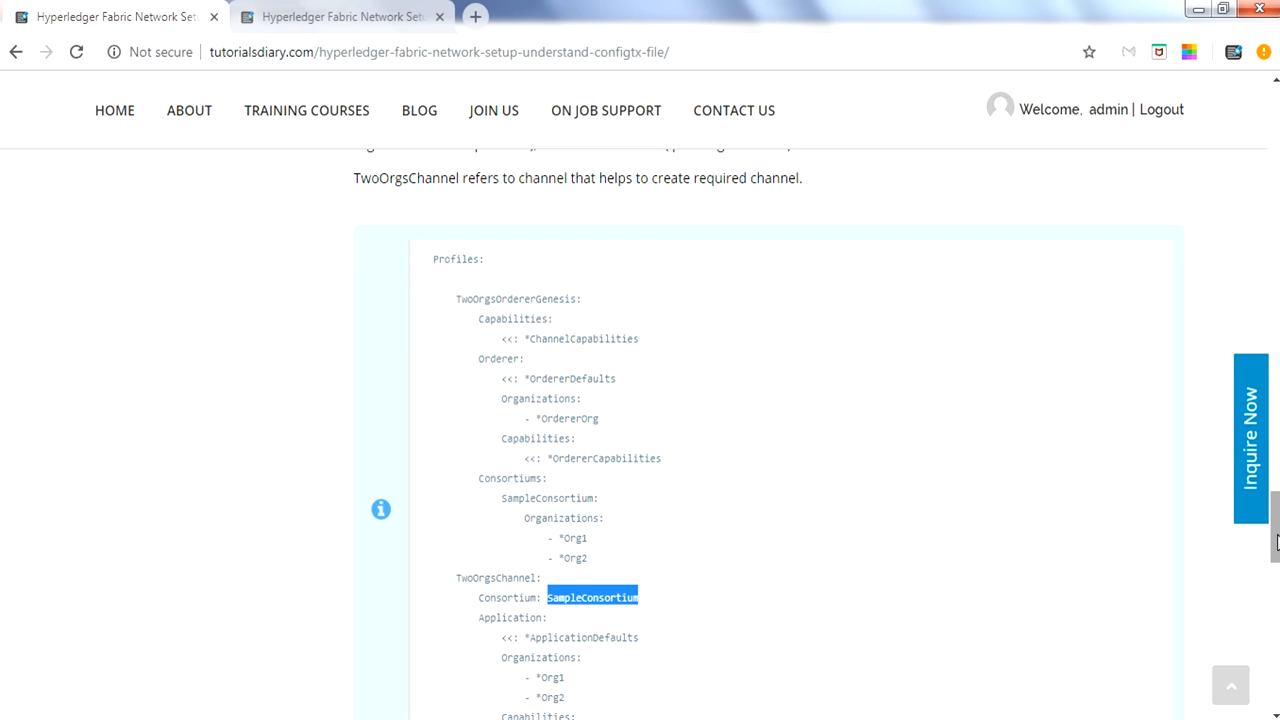 Hyperledger Fabric Network Set
Hyperledger Fabric Network Set
Not secure
tutorialsdiary.com/hyperledger-fabric-network-setup-understand-configtx-file/
HOME ABOUT TRAINING COURSES BLOG JOIN US ON JOB SUPPORT CONTACT US
Welcome, admin | Logout
TwoOrgsChannel refers to channel that helps to create required channel.
Profiles:
TwoOrgsOrdererGenesis:
Capabilities:
<<: *ChannelCapabilities
Orderer:
<<: *OrdererDefaults
Organizations:
- *OrdererOrg
Capabilities:
<<: *OrdererCapabilities
Consortiums:
SampleConsortium:
Organizations:
- *Org1
- *Org2
TwoOrgsChannel:
Consortium: SampleConsortium
Application:
<<: *ApplicationDefaults
Organizations:
- *Org1
- *Org2
Capabilities:
Inquire Now